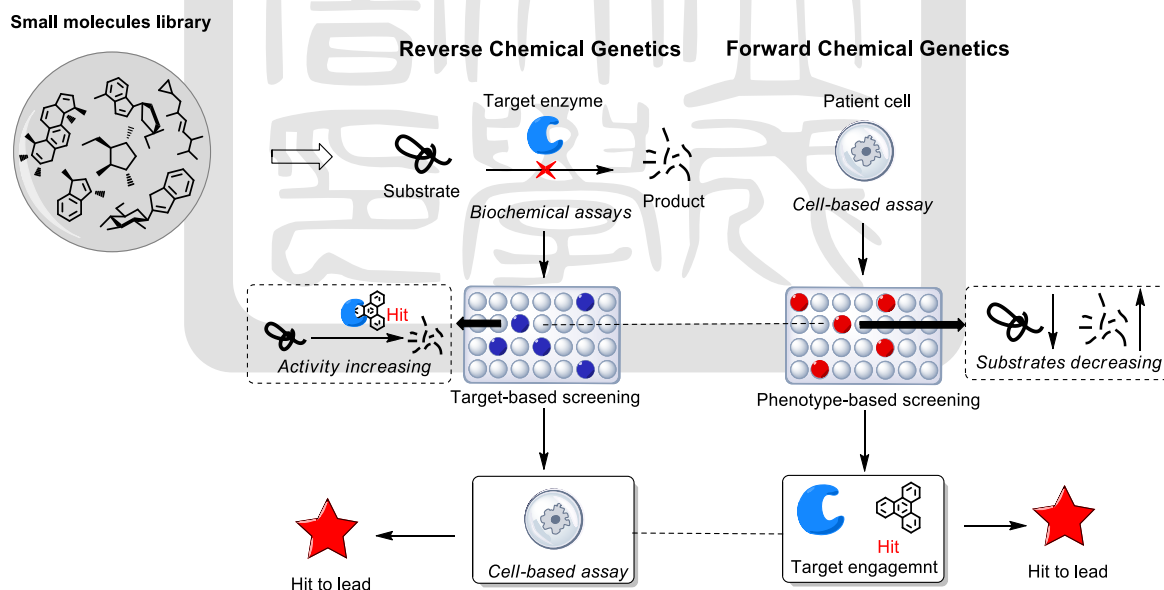 Small molecules library
Reverse Chemical Genetics
Forward Chemical Genetics
Target enzyme
Patient cell
Substrate
Product
Biochemical assays
Cell-based assay
Hit
Activity increasing
Substrates decreasing
Target-based screening
Phenotype-based screening
Hit
Cell-based assay
Target engagemnt
Hit to lead
Hit to lead